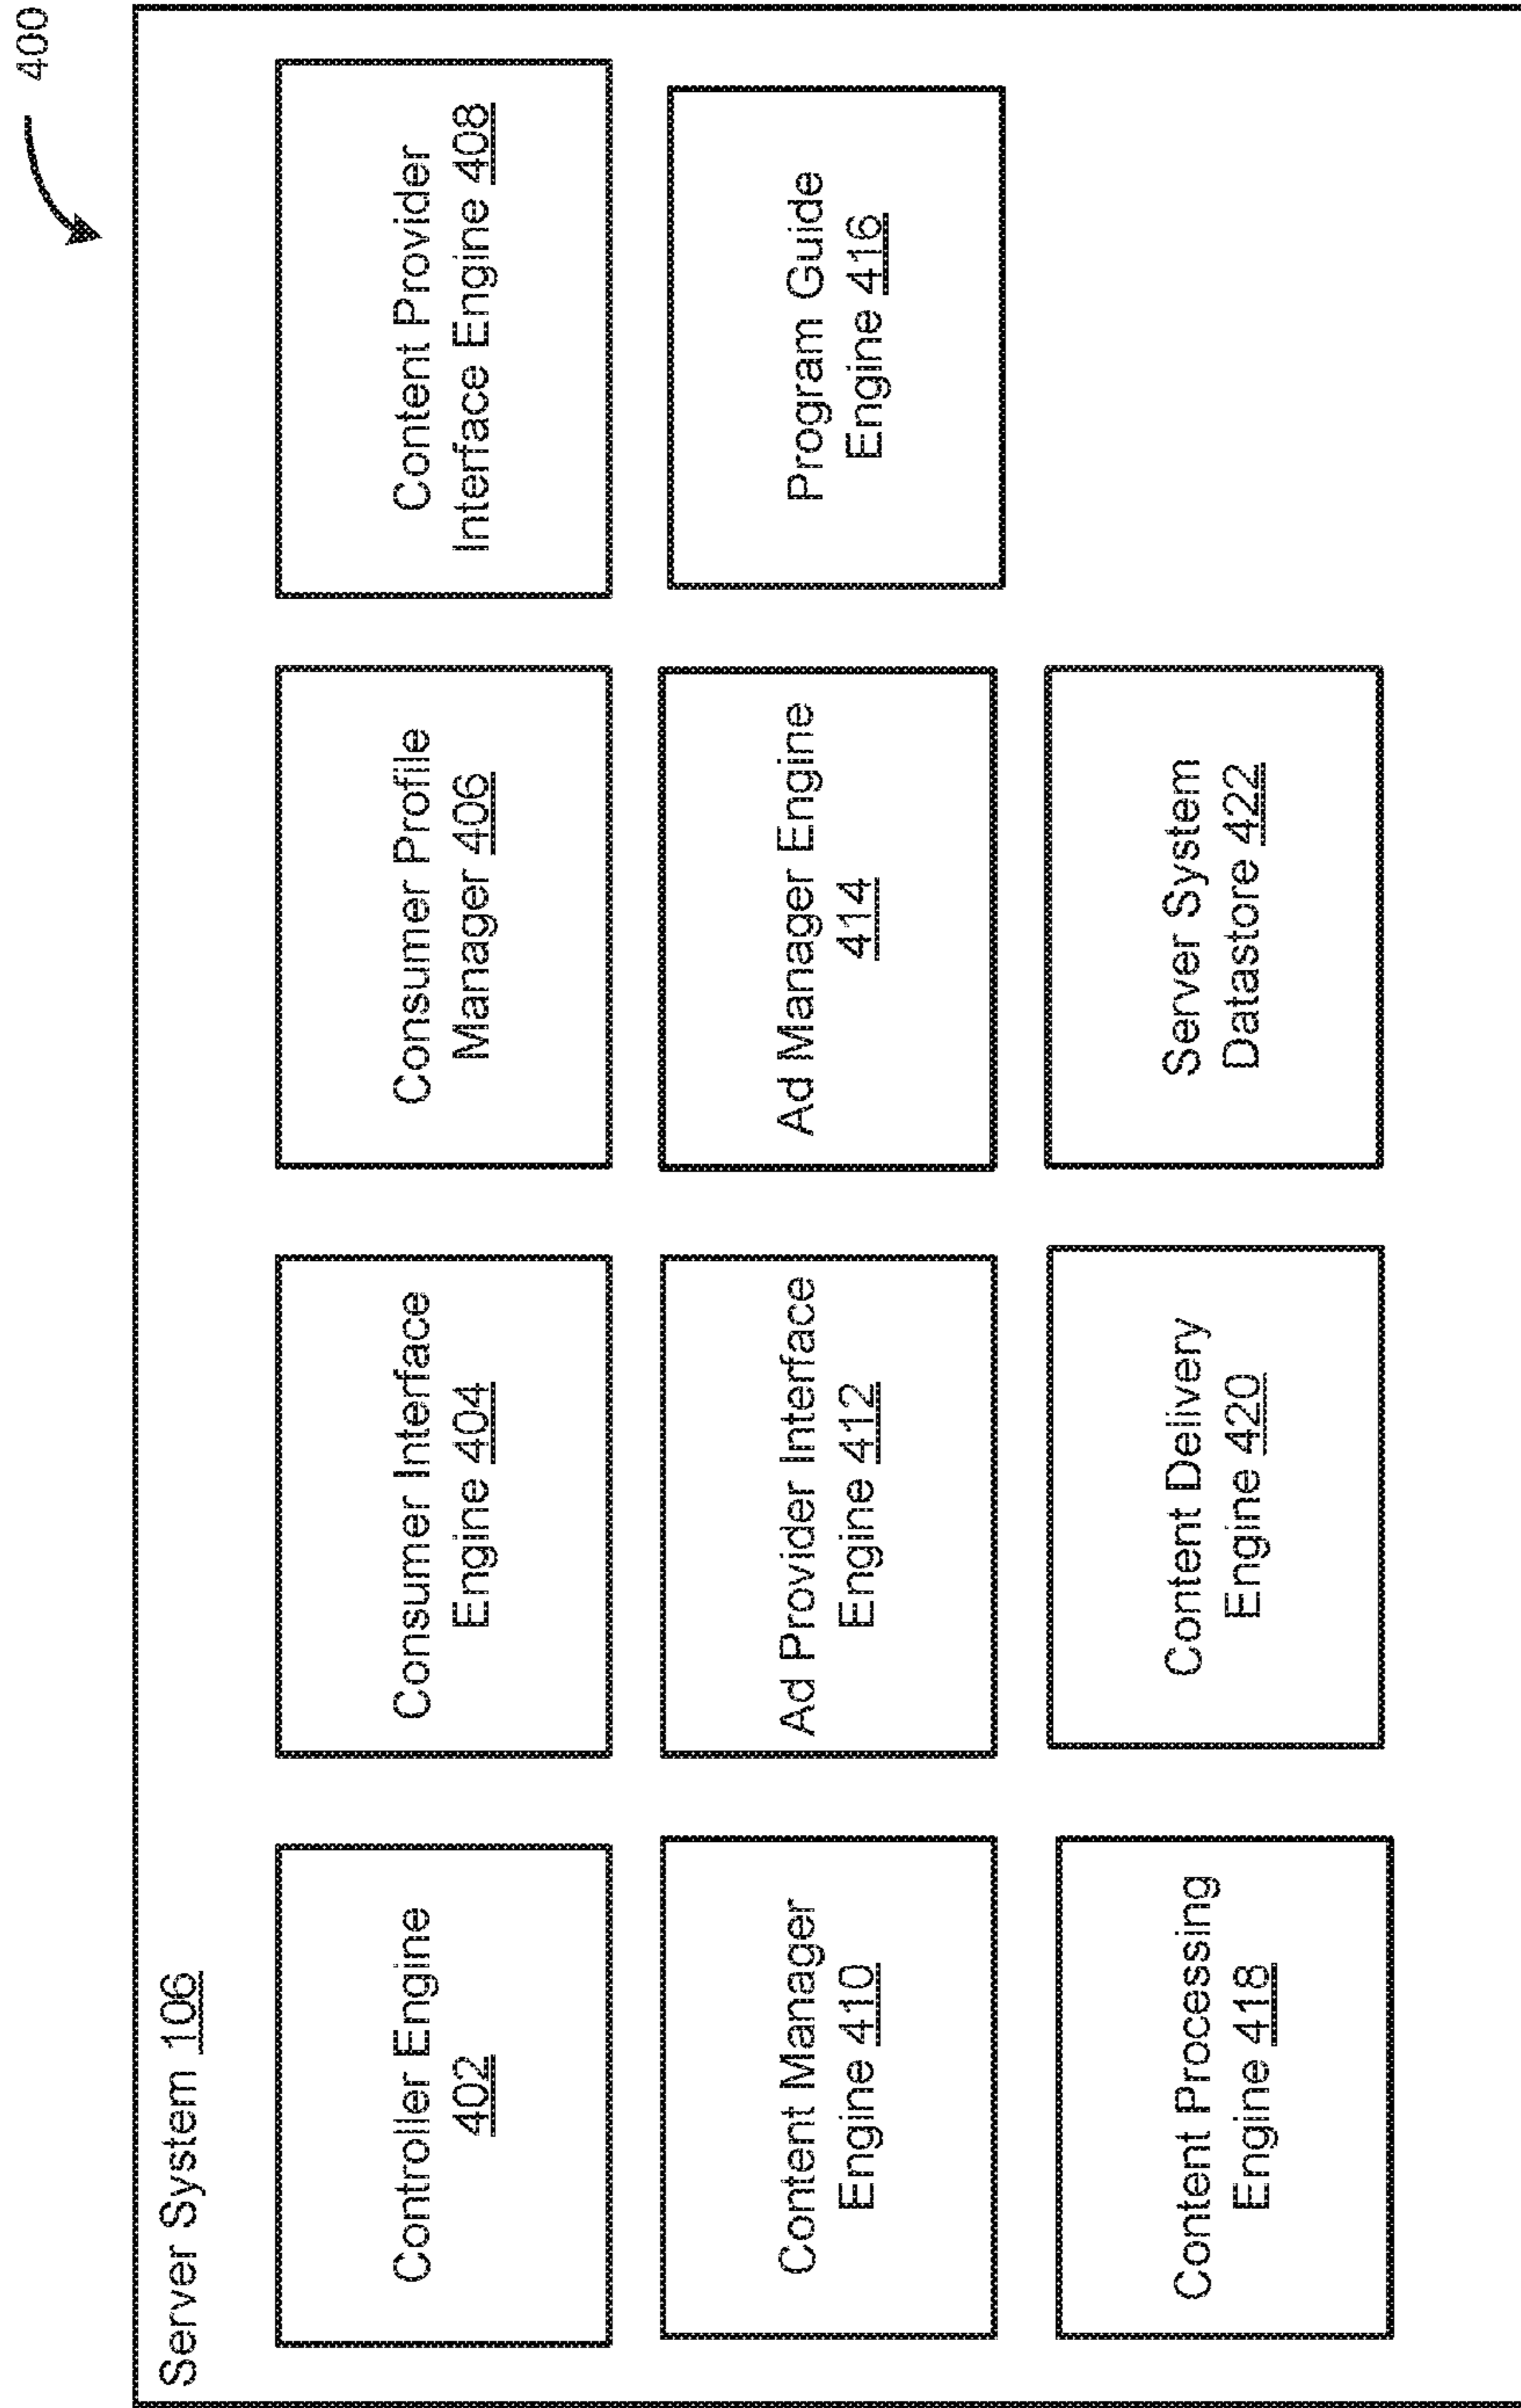 400
Server System 106
Controller Engine
402
Consumer Interface
Engine 404
Consumer Profile
Manager 406
Content Provider
Interface Engine 408
Content Manager
Engine 410
Ad Provider Interface
Engine 412
Ad Manager Engine
414
Program Guide
Engine 416
Content Processing
Engine 418
Content Delivery
Engine 420
Server System
Datastore 422